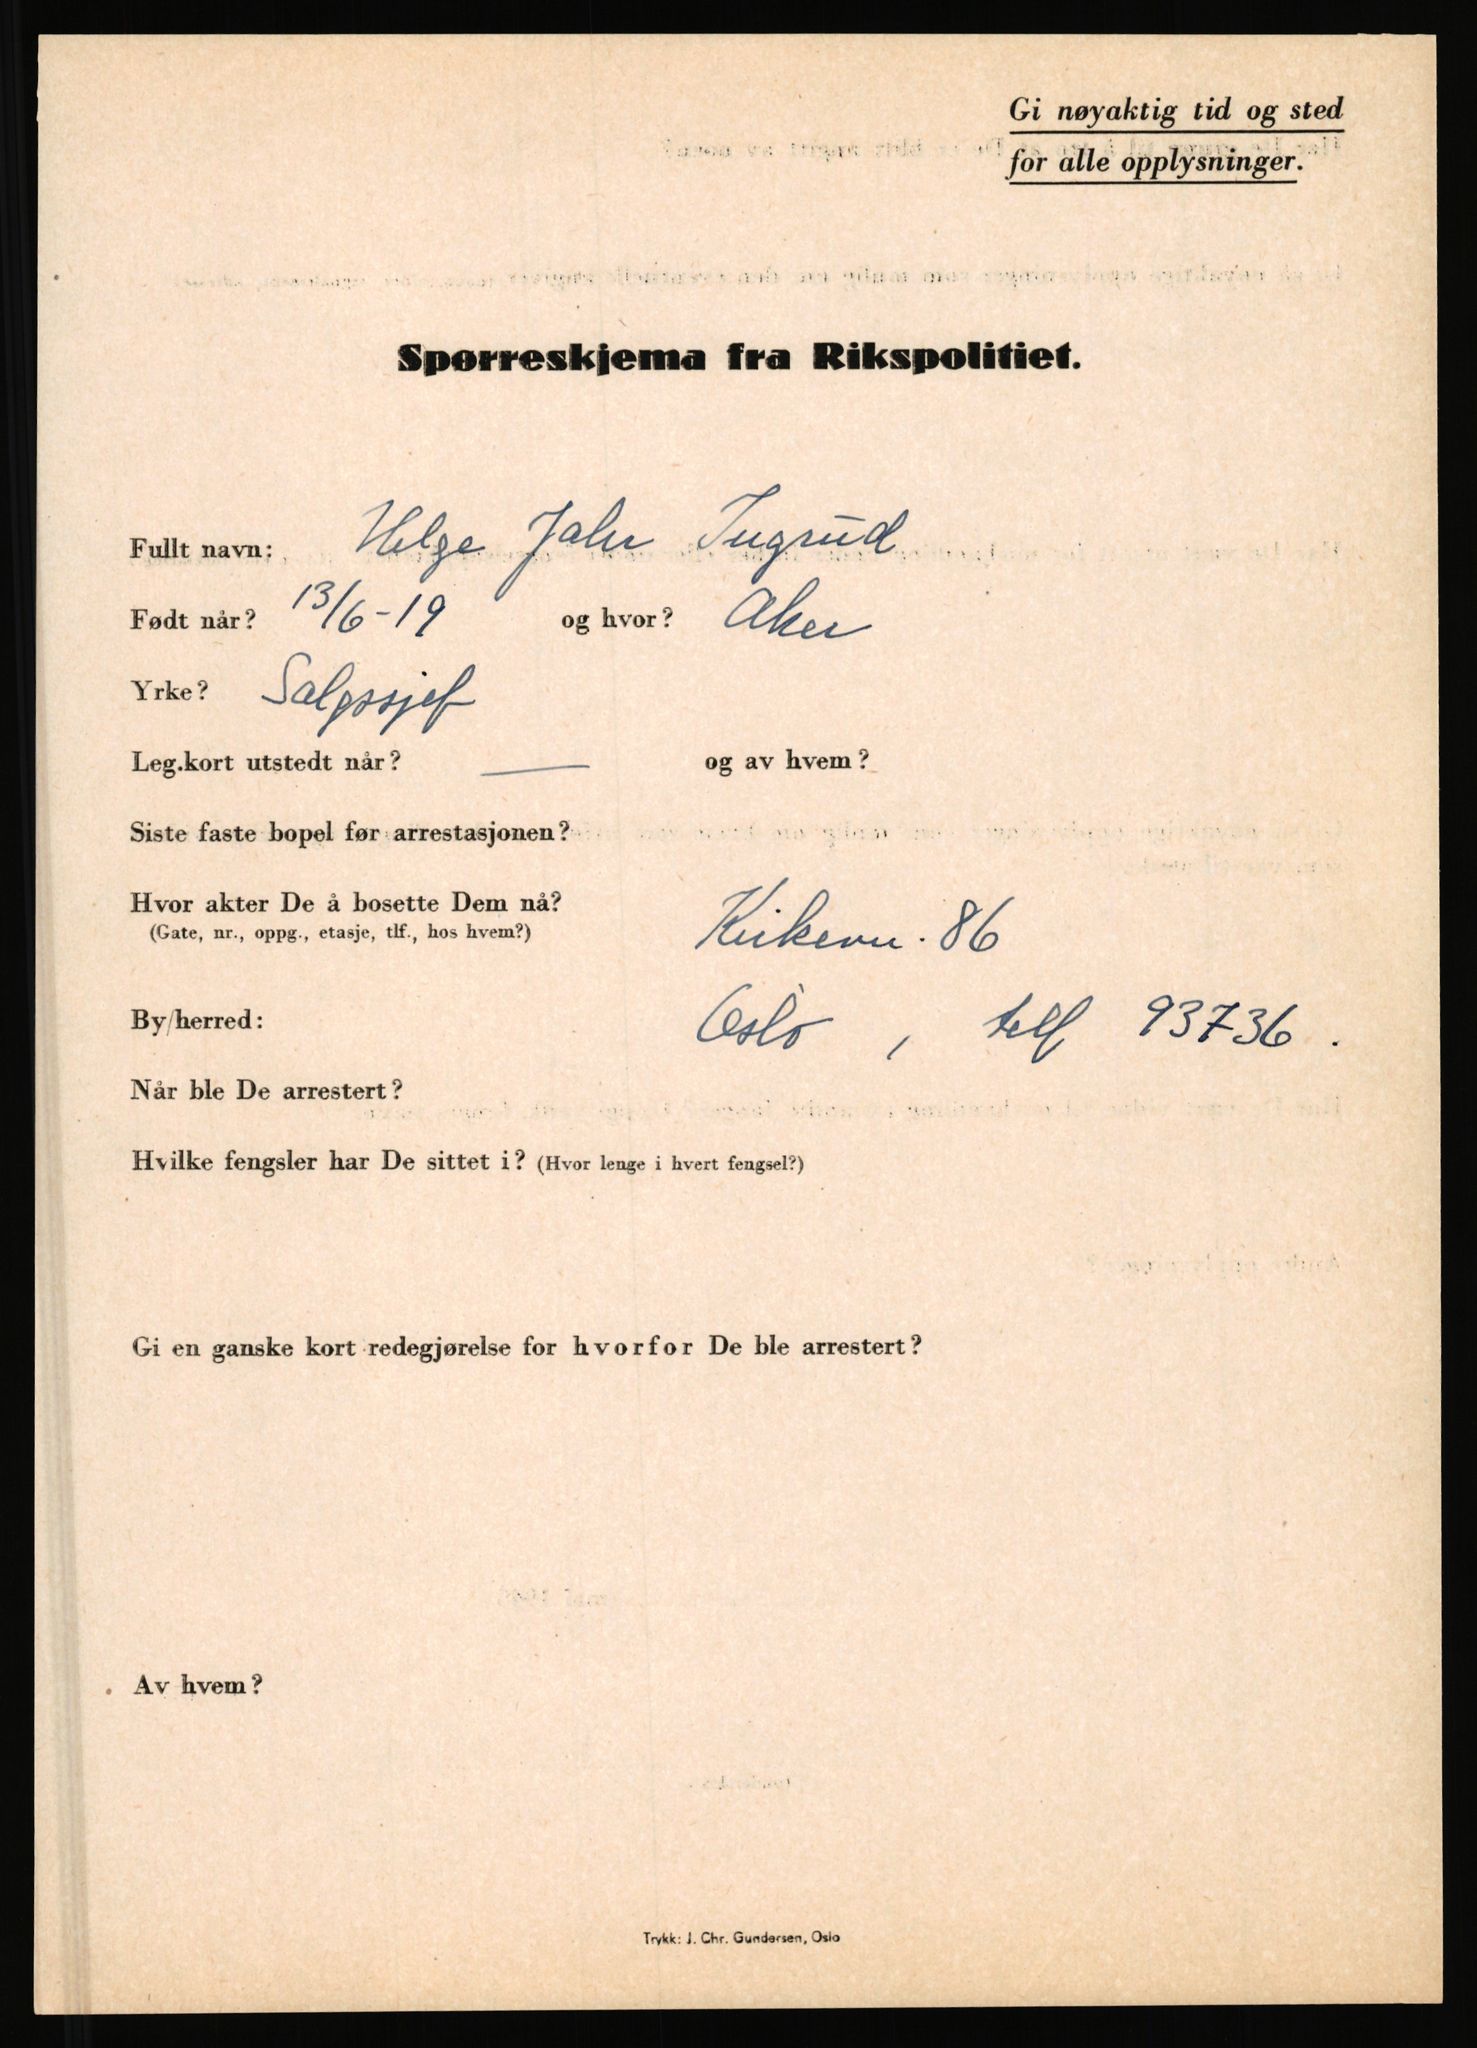 Gi nøyaktig tid og sted
for alle opplysninger.
Spørreskjema fra Rikspolitiet.
Fullt navn: Helge Jahr Ingrud
Født når? 13/6-19 og hvor? Aker
Yrke? Salgssjef
Leg.kort utstedt når? — og av hvem?
Siste faste bopel før arrestasjonen?
Hvor akter De å bosette Dem nå?
(Gate, nr., oppg., etasje, tlf., hos hvem?) Kirkevn. 86
By/herred: Oslo, telf 93736.
Når ble De arrestert?
Hvilke fengsler har De sittet i? (Hvor lenge i hvert fengsel?)
Gi en ganske kort redegjørelse for hvorfor De ble arrestert?
Av hvem?
Trykk: J. Chr. Gundersen, Oslo